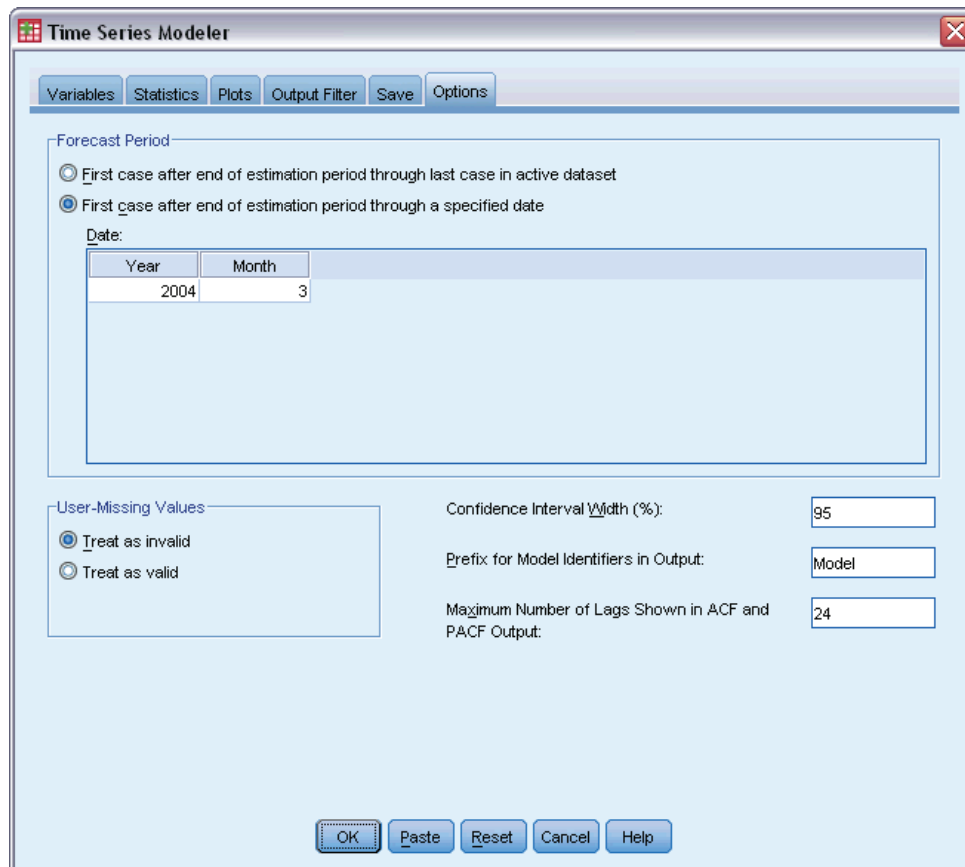 Time Series Modeler
Variables Statistics Plots Output Filter Save Options
Forecast Period
First case after end of estimation period through last case in active dataset
First case after end of estimation period through a specified date
Date:
Year Month
2004 3
User-Missing Values
Treat as invalid
Treat as valid
Confidence Interval Width (%): 95
Prefix for Model Identifiers in Output: Model
Maximum Number of Lags Shown in ACF and 24
PACF Output:
OK Paste Reset Cancel Help